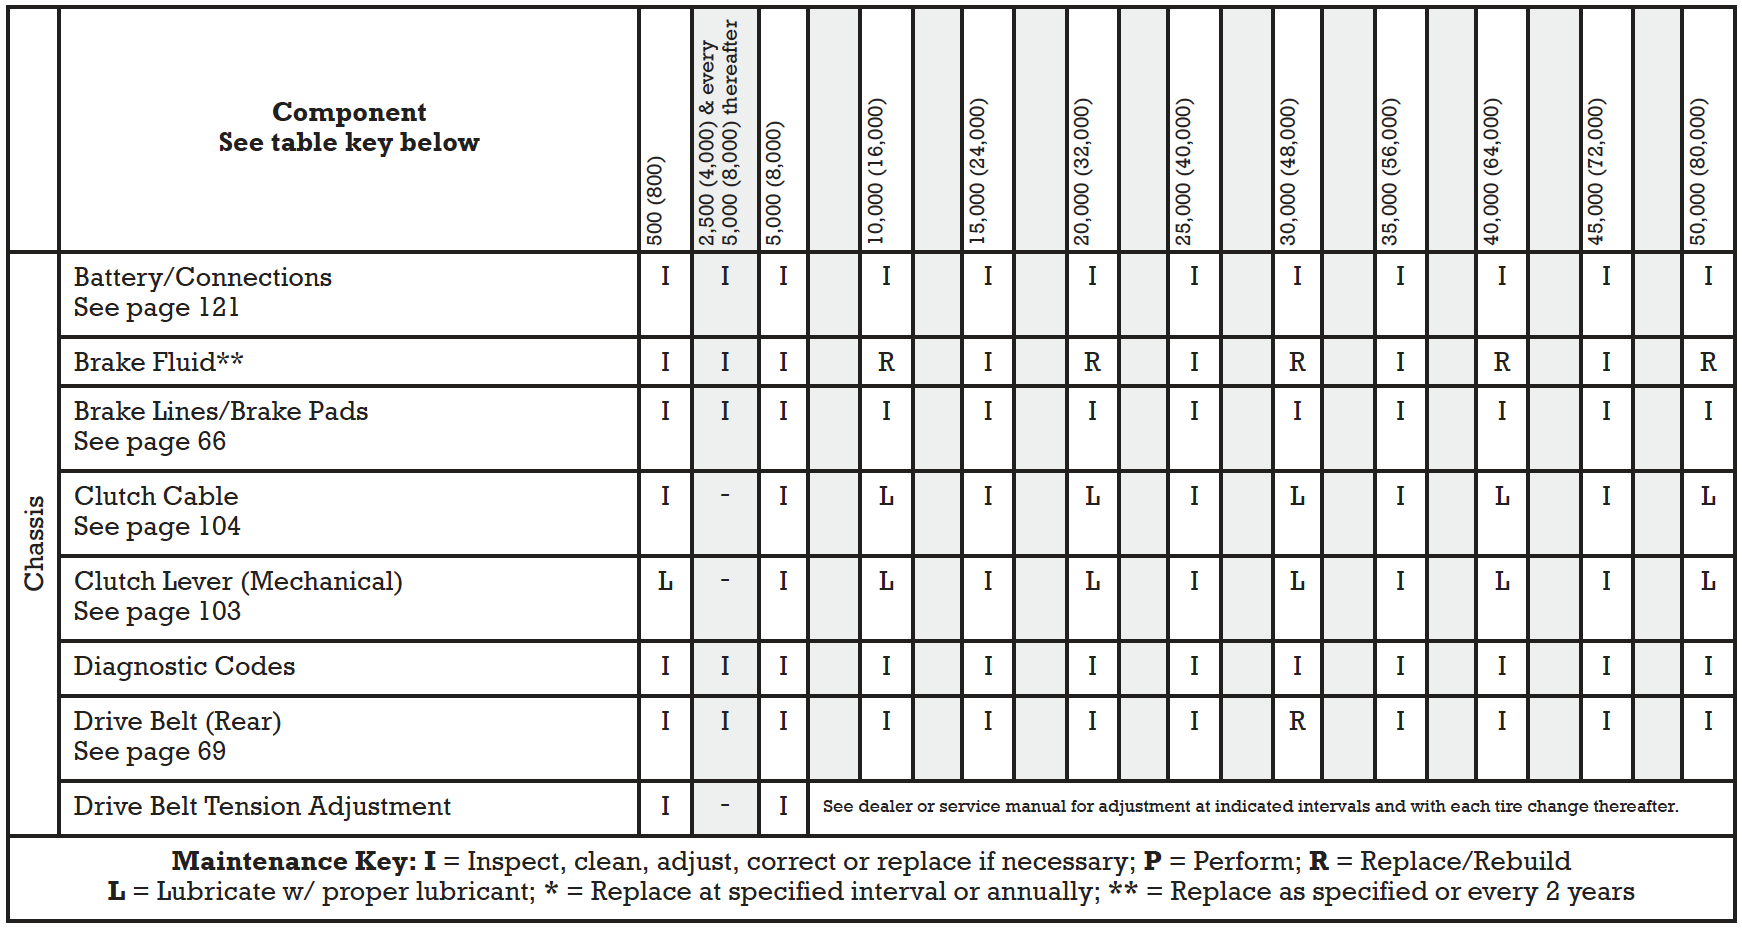 Component
See table key below
500 (800)
2,500 (4,000) & every
5,000 (8,000) thereafter
5,000 (8,000)
10,000 (16,000)
15,000 (24,000)
20,000 (32,000)
25,000 (40,000)
30,000 (48,000)
35,000 (56,000)
40,000 (64,000)
45,000 (72,000)
50,000 (80,000)
Chassis
Battery/Connections I I I I I I I I I I I I
See page 121
Brake Fluid** I I I R I R I R I R I R
Brake Lines/Brake Pads I I I I I I I I I I I I
See page 66
Clutch Cable I - I L I L I L I L I L
See page 104
Clutch Lever (Mechanical) L - I L I L I L I L I L
See page 103
Diagnostic Codes I I I I I I I I I I I I
Drive Belt (Rear) I I I I I I I R I I I I
See page 69
Drive Belt Tension Adjustment I - I See dealer or service manual for adjustment at indicated intervals and with each tire change thereafter.
Maintenance Key: I = Inspect, clean, adjust, correct or replace if necessary; P = Perform; R = Replace/Rebuild
L = Lubricate w/ proper lubricant; * = Replace at specified interval or annually; ** = Replace as specified or every 2 years